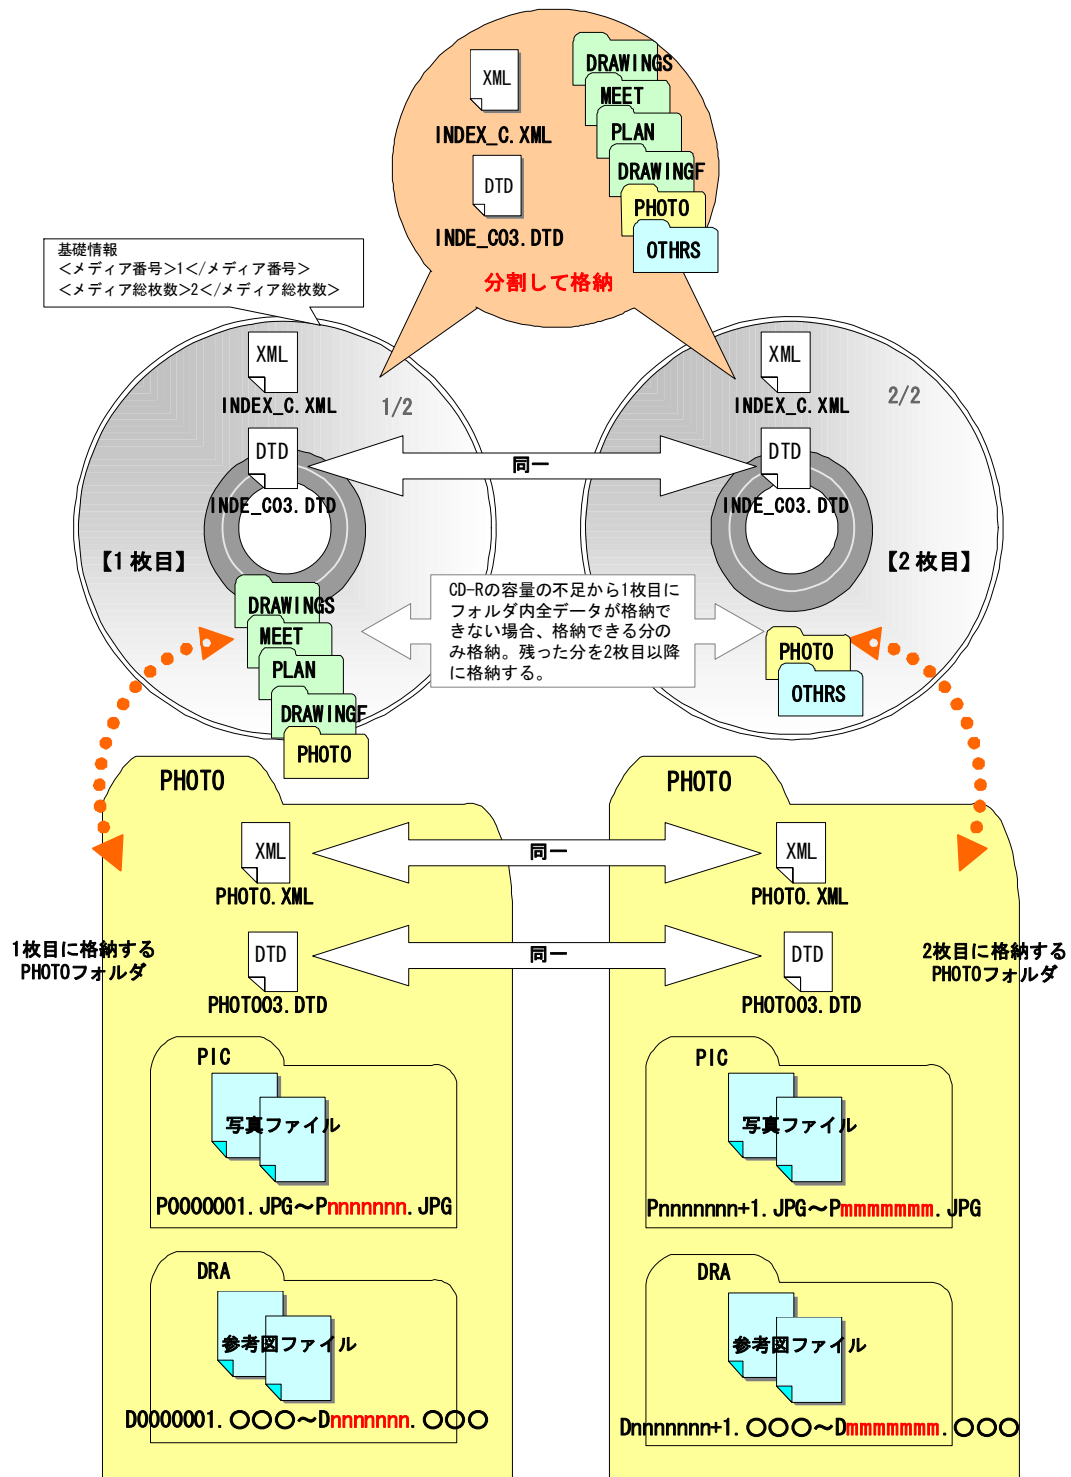 XML
INDEX_C.XML
DTD
INDE_C03.DTD
DRAWINGS
MEET
PLAN
DRAWINGF
PHOTO
OTHRS
分割して格納
基礎情報
<メディア番号>1</メディア番号>
<メディア総枚数>2</メディア総枚数>
XML
INDEX_C.XML
1/2
DTD
INDE_C03.DTD
【1枚目】
DRAWINGS
MEET
PLAN
DRAWINGF
PHOTO
同一
CD-Rの容量の不足から1枚目に
フォルダ内全データが格納で
きない場合、格納できる分の
み格納。残った分を2枚目以降
に格納する。
XML
INDEX_C.XML
2/2
DTD
INDE_C03.DTD
【2枚目】
PHOTO
OTHRS
PHOTO
XML
PHOTO.XML
同一
1枚目に格納する
PHOTOフォルダ
DTD
PHOTO03.DTD
同一
PIC
写真ファイル
P0000001.JPG～Pnnnnnnn.JPG
DRA
参考図ファイル
D0000001.○○○～Dnnnnnnn.○○○
PHOTO
XML
PHOTO.XML
2枚目に格納する
PHOTOフォルダ
DTD
PHOTO03.DTD
PIC
写真ファイル
Pnnnnnnn+1.JPG～Pmmmmmmm.JPG
DRA
参考図ファイル
Dnnnnnnn+1.○○○～Dmmmmmmm.○○○